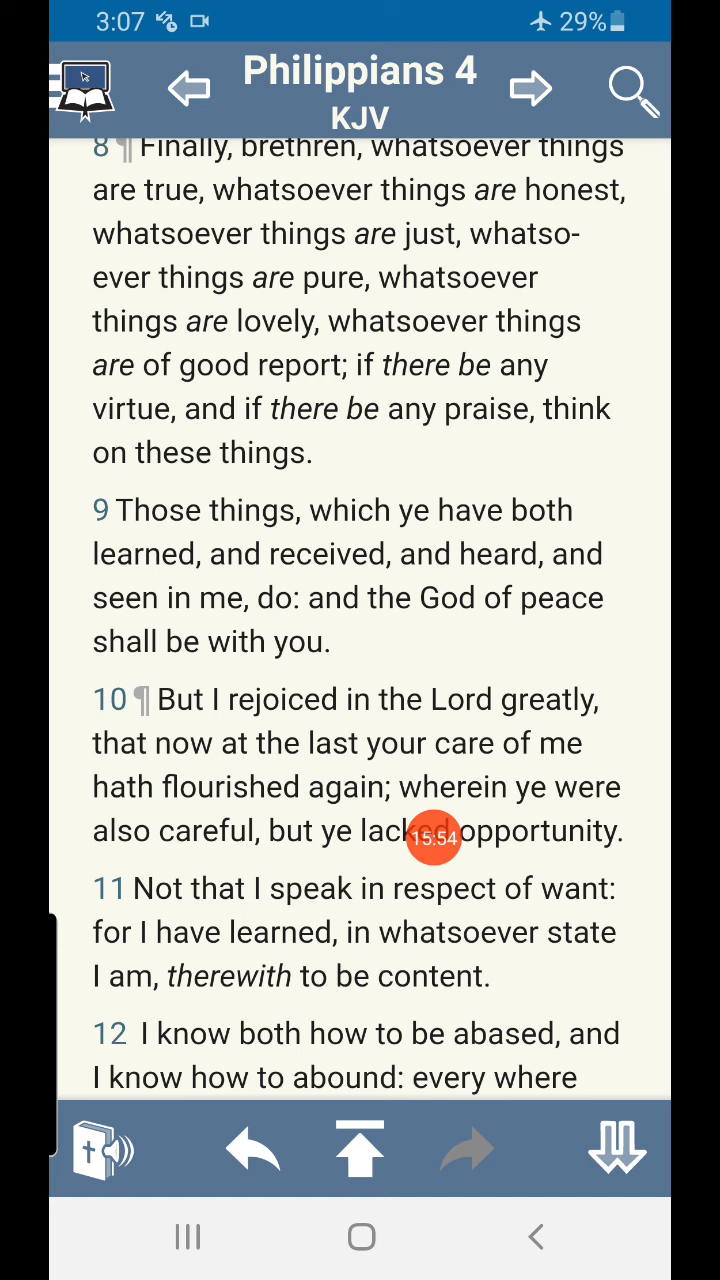 3:07 29%
Philippians 4
KJV
8 ¶ Finally, brethren, whatsoever things
are true, whatsoever things are honest,
whatsoever things are just, whatso-
ever things are pure, whatsoever
things are lovely, whatsoever things
are of good report; if there be any
virtue, and if there be any praise, think
on these things.
9 Those things, which ye have both
learned, and received, and heard, and
seen in me, do: and the God of peace
shall be with you.
10 ¶ But I rejoiced in the Lord greatly,
that now at the last your care of me
hath flourished again; wherein ye were
also careful, but ye lacked opportunity.
15:54
11 Not that I speak in respect of want:
for I have learned, in whatsoever state
I am, therewith to be content.
12 I know both how to be abased, and
I know how to abound: every where